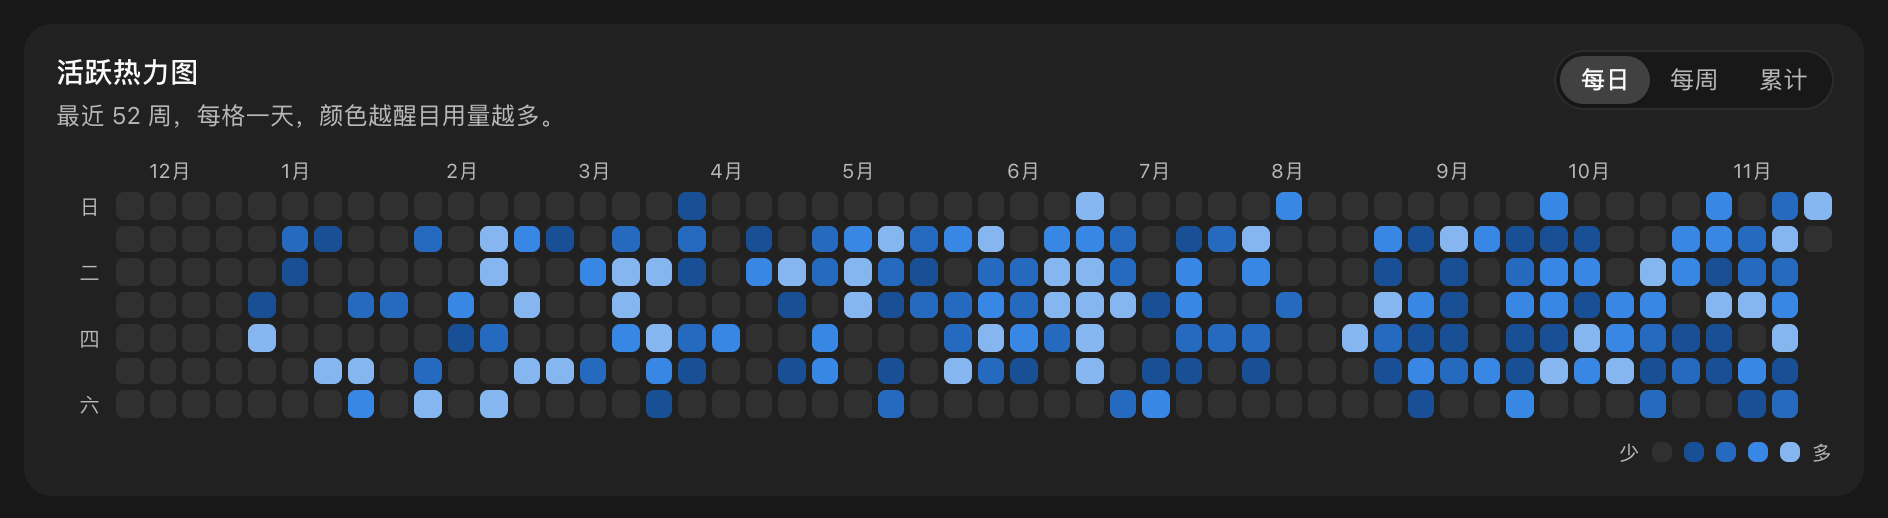 活跃热力图
最近 52 周，每格一天，颜色越醒目用量越多。
每日 每周 累计
12月 1月 2月 3月 4月 5月 6月 7月 8月 9月 10月 11月
日
二
四
六
少 多